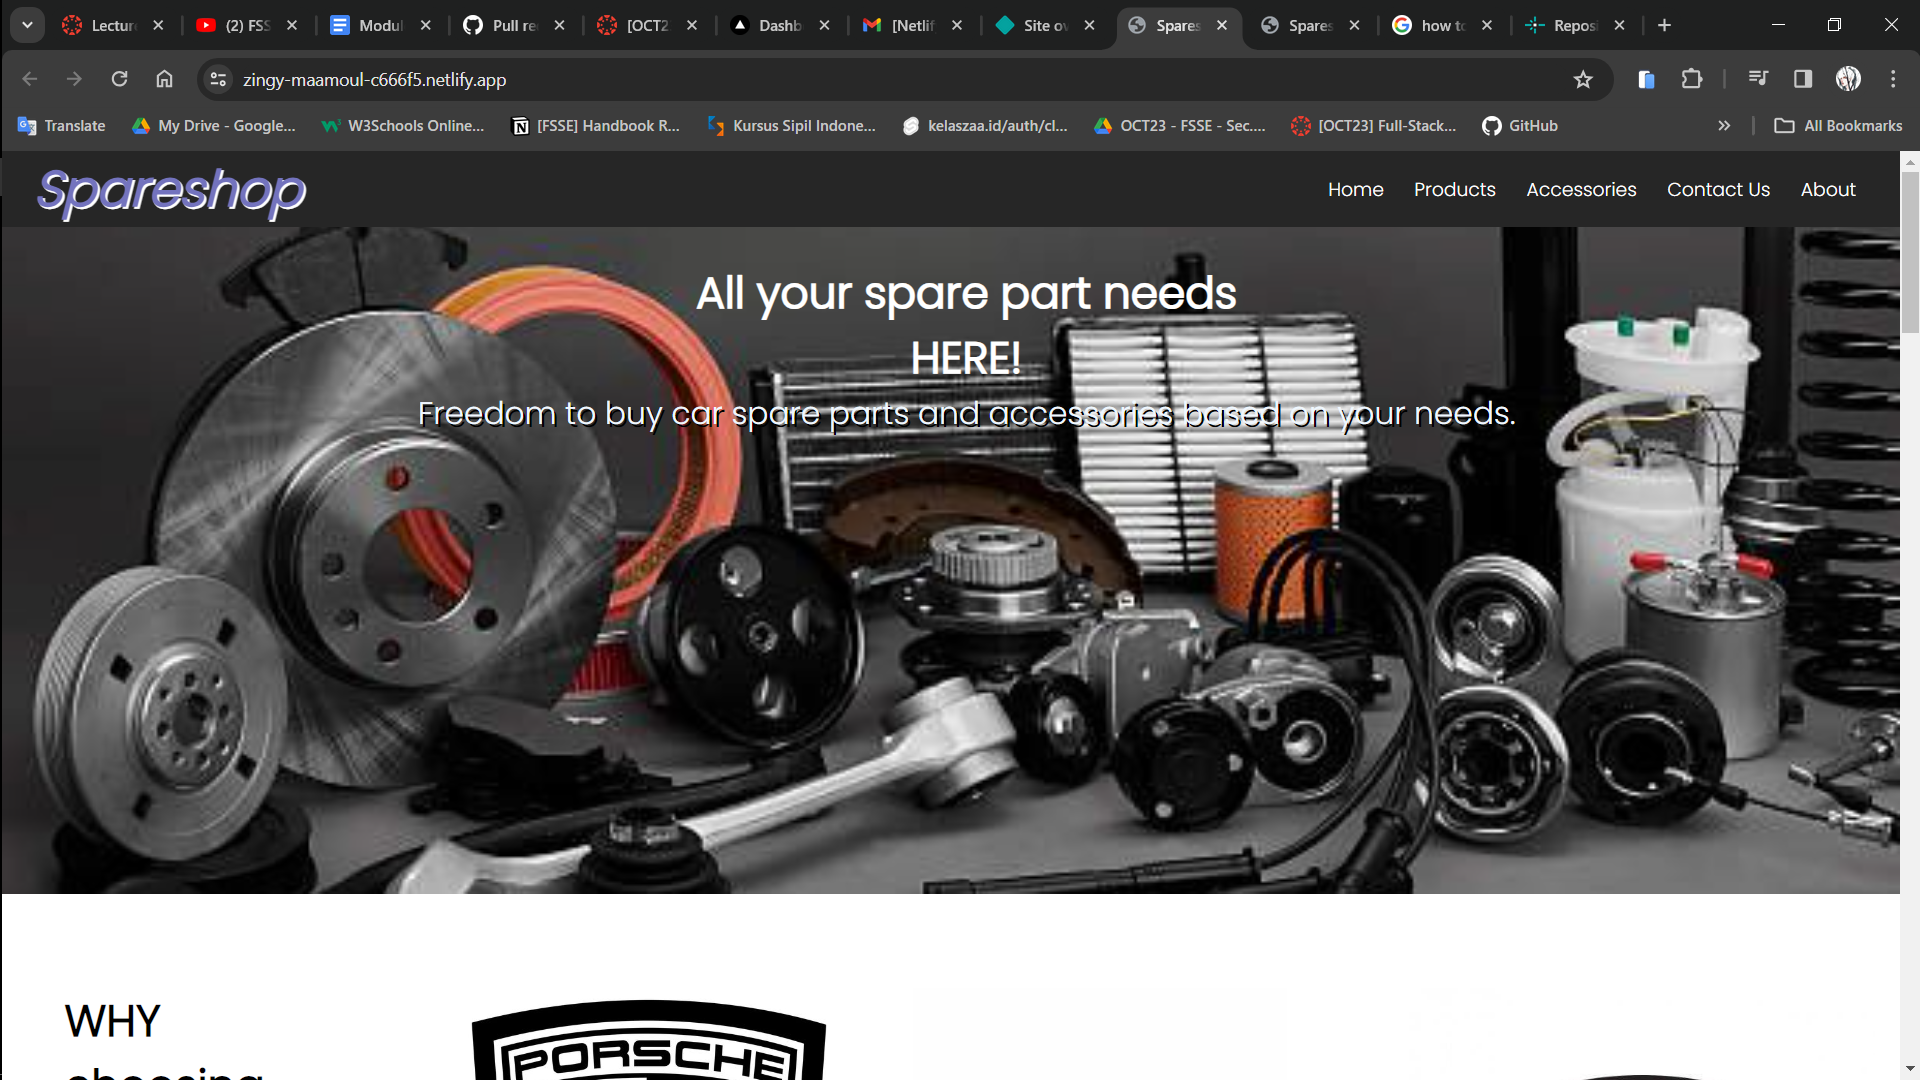 Lectur
(2) FSS
Modul
Pull re
[OCT2
Dashb
[Netlif
Site ov
Spares
Spares
how to
Repos
zingy-maamoul-c666f5.netlify.app
Translate
My Drive - Google...
W3Schools Online...
[FSSE] Handbook R...
Kursus Sipil Indone...
kelaszaa.id/auth/cl...
OCT23 - FSSE - Sec....
[OCT23] Full-Stack...
GitHub
All Bookmarks
Spareshop
Home
Products
Accessories
Contact Us
About
All your spare part needs
HERE!
Freedom to buy car spare parts and accessories based on your needs.
WHY
choosing
PORSCHE